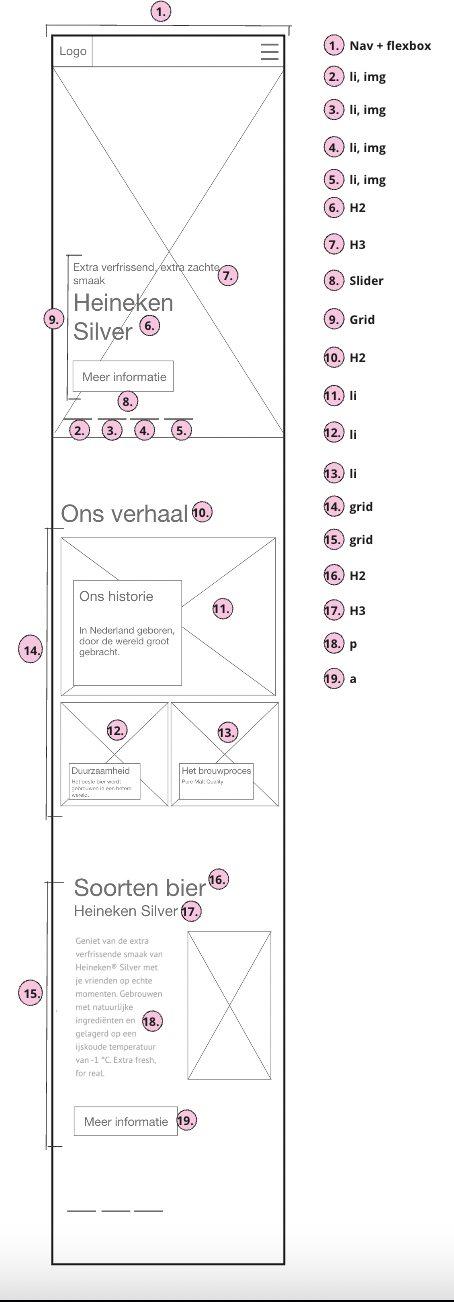 1.
Logo
Extra verfrissend, extra zachte
smaak
7.
Heineken
9.
Silver
6.
Meer informatie
8.
2.
3.
4.
5.
Ons verhaal
10.
Ons historie
In Nederland geboren,
door de wereld groot
gebracht.
11.
14.
12.
13.
Duurzaamheid
Het beste bier wordt
gebrouwen in een betere
wereld.
Het brouwproces
Pure Malt Quality
Soorten bier
16.
Heineken Silver
17.
Geniet van de extra
verfrissende smaak van
Heineken® Silver met
je vrienden op echte
momenten. Gebrouwen
met natuurlijke
ingrediënten en
gelagerd op een
ijskoude temperatuur
van -1 °C. Extra fresh,
for real.
15.
18.
Meer informatie
19.
1. Nav + flexbox
2. li, img
3. li, img
4. li, img
5. li, img
6. H2
7. H3
8. Slider
9. Grid
10. H2
11. li
12. li
13. li
14. grid
15. grid
16. H2
17. H3
18. p
19. a